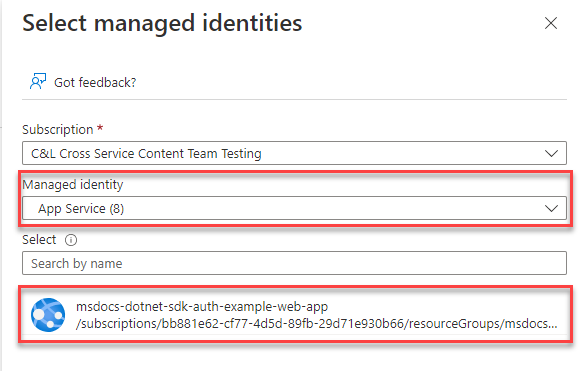 Select managed identities
Got feedback?
Subscription *
C&L Cross Service Content Team Testing
Managed identity
App Service (8)
Select
Search by name
msdocs-dotnet-sdk-auth-example-web-app
/subscriptions/bb881e62-cf77-4d5d-89fb-29d71e930b66/resourceGroups/msdocs...